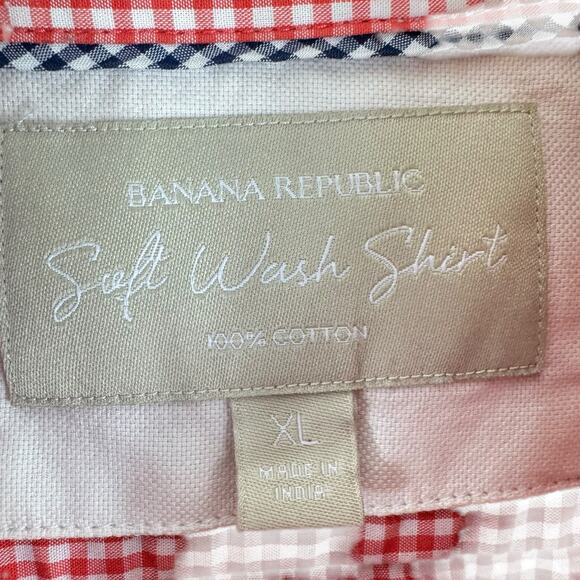 BANANA REPUBLIC
Soft Wash Shirt
100% COTTON
XL
MADE IN
INDIA